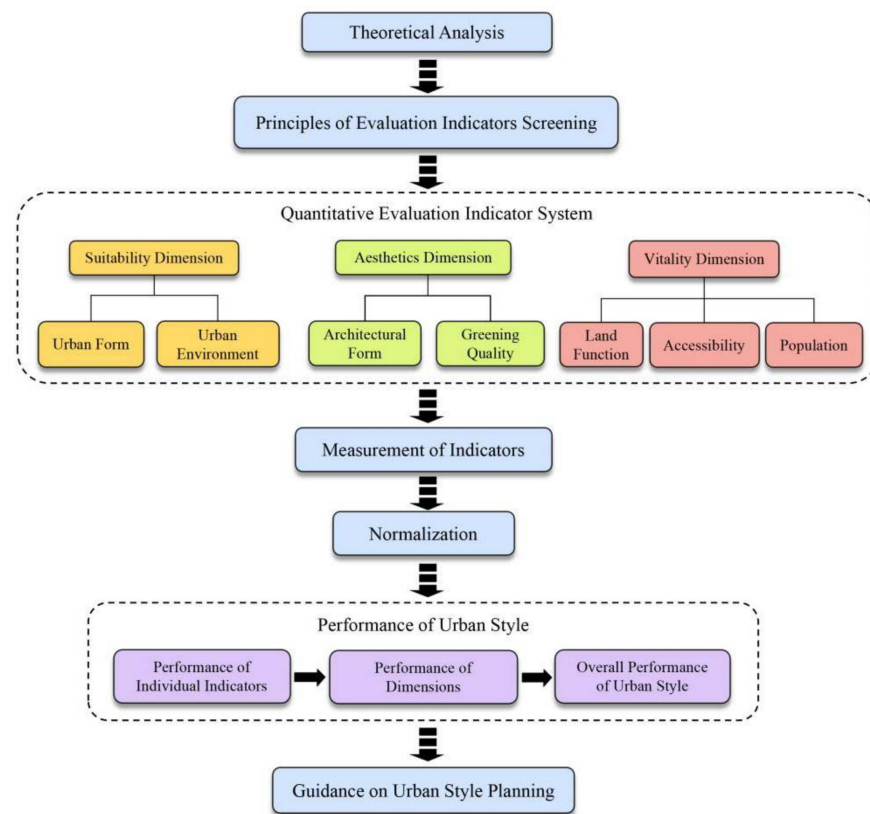 Theoretical Analysis
Principles of Evaluation Indicators Screening
Quantitative Evaluation Indicator System
Suitability Dimension
Aesthetics Dimension
Vitality Dimension
Urban Form
Urban
Environment
Architectural
Form
Greening
Quality
Land
Function
Accessibility
Population
Measurement of Indicators
Normalization
Performance of Urban Style
Performance of
Individual Indicators
Performance of
Dimensions
Overall Performance
of Urban Style
Guidance on Urban Style Planning